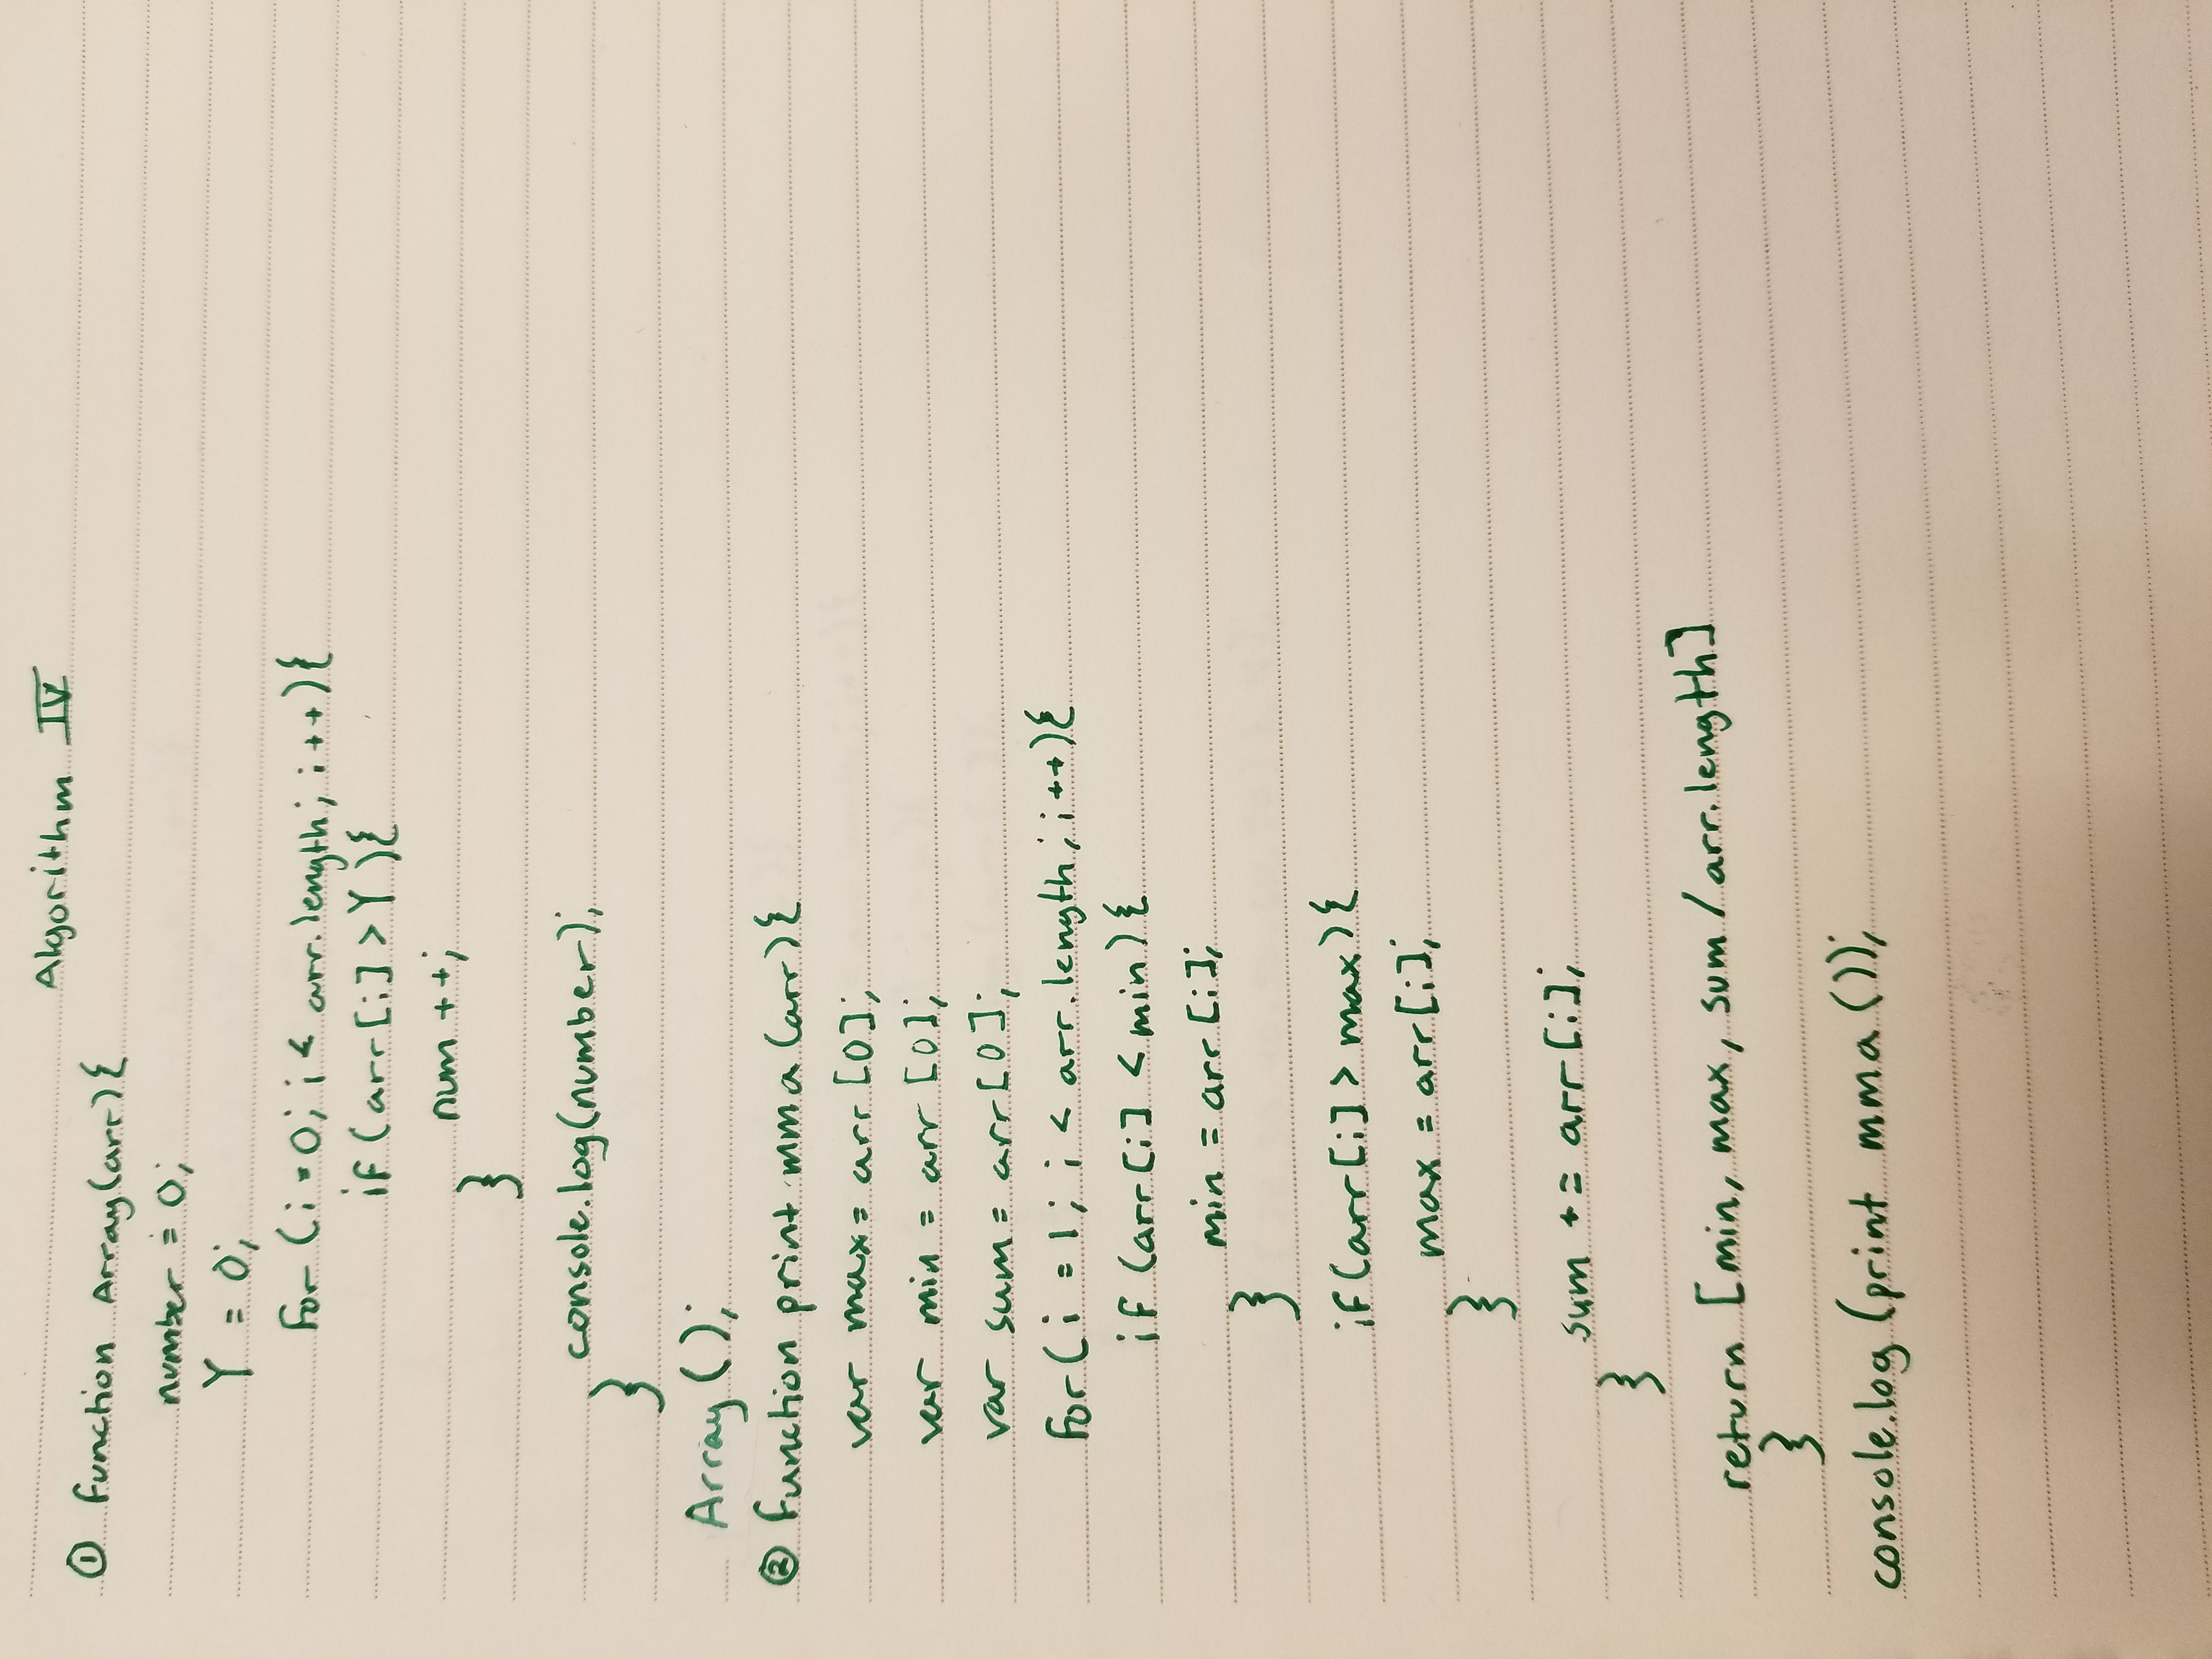 Algorithm IV
① function Array(arr){
number = 0;
Y = 0;
for (i = 0; i < arr.length; i++){
if (arr[i] > Y){
num ++;
}
console.log(number);
}
Array();
② function print mma (arr){
var max = arr[0];
var min = arr[0];
var sum = arr[0];
for(i = 1; i < arr.length; i++){
if (arr[i] < min){
min = arr[i];
}
if(arr[i] > max){
max = arr[i];
}
sum += arr[i];
}
return [min, max, sum/arr.length]
}
console.log (print mma ());